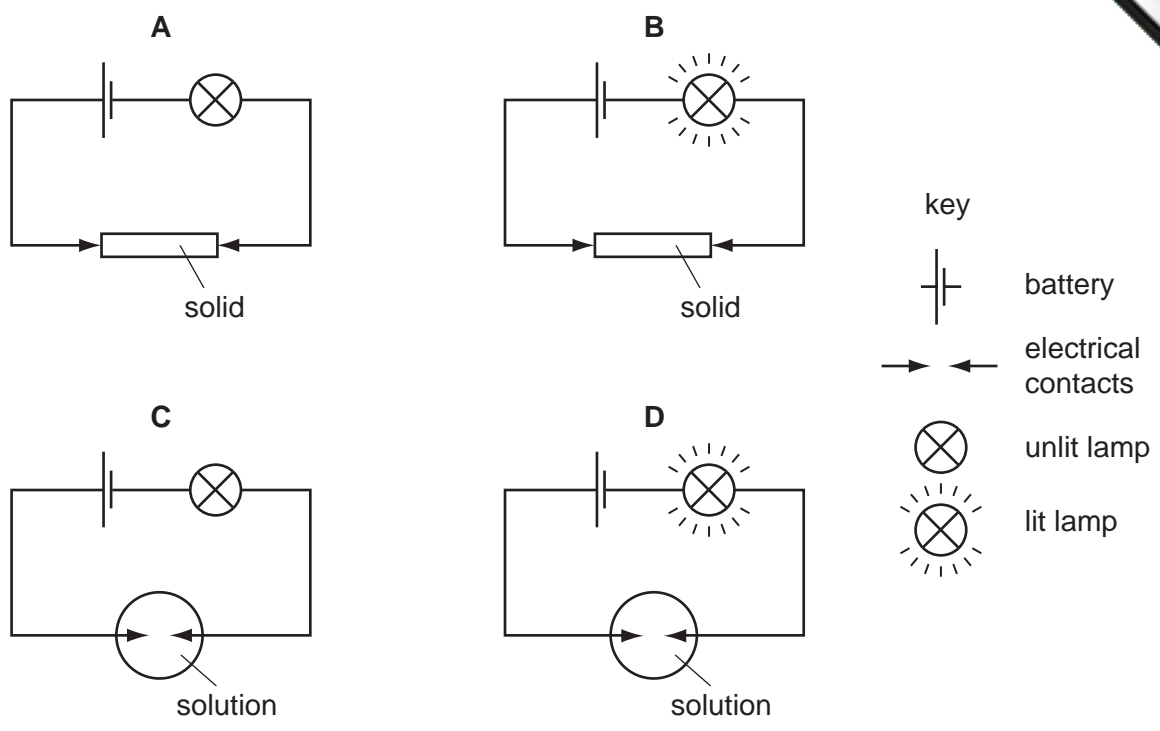 A
B
solid
solid
key
battery
electrical
contacts
C
D
unlit lamp
lit lamp
solution
solution